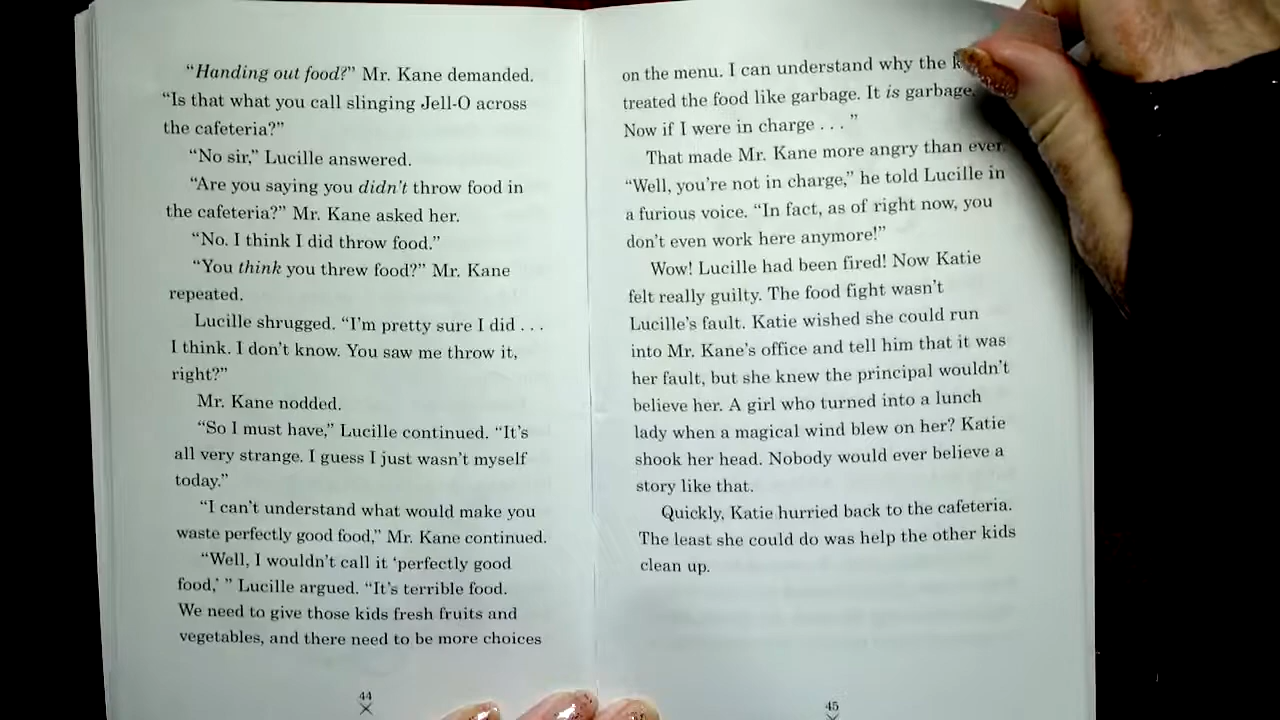 “Handing out food?” Mr. Kane demanded.
“Is that what you call slinging Jell-O across
the cafeteria?”
“No sir,” Lucille answered.
“Are you saying you didn’t throw food in
the cafeteria?” Mr. Kane asked her.
“No. I think I did throw food.”
“You think you threw food?” Mr. Kane
repeated.
Lucille shrugged. “I’m pretty sure I did . . .
I think. I don’t know. You saw me throw it,
right?”
Mr. Kane nodded.
“So I must have,” Lucille continued. “It’s
all very strange. I guess I just wasn’t myself
today.”
“I can’t understand what would make you
waste perfectly good food,” Mr. Kane continued.
“Well, I wouldn’t call it ‘perfectly good
food,’ ” Lucille argued. “It’s terrible food.
We need to give those kids fresh fruits and
vegetables, and there need to be more choices
44
on the menu. I can understand why the
treated the food like garbage. It is garbage.
Now if I were in charge . . . ”
That made Mr. Kane more angry than ever.
“Well, you’re not in charge,” he told Lucille in
a furious voice. “In fact, as of right now, you
don’t even work here anymore!”
Wow! Lucille had been fired! Now Katie
felt really guilty. The food fight wasn’t
Lucille’s fault. Katie wished she could run
into Mr. Kane’s office and tell him that it was
her fault, but she knew the principal wouldn’t
believe her. A girl who turned into a lunch
lady when a magical wind blew on her? Katie
shook her head. Nobody would ever believe a
story like that.
Quickly, Katie hurried back to the cafeteria.
The least she could do was help the other kids
clean up.
45